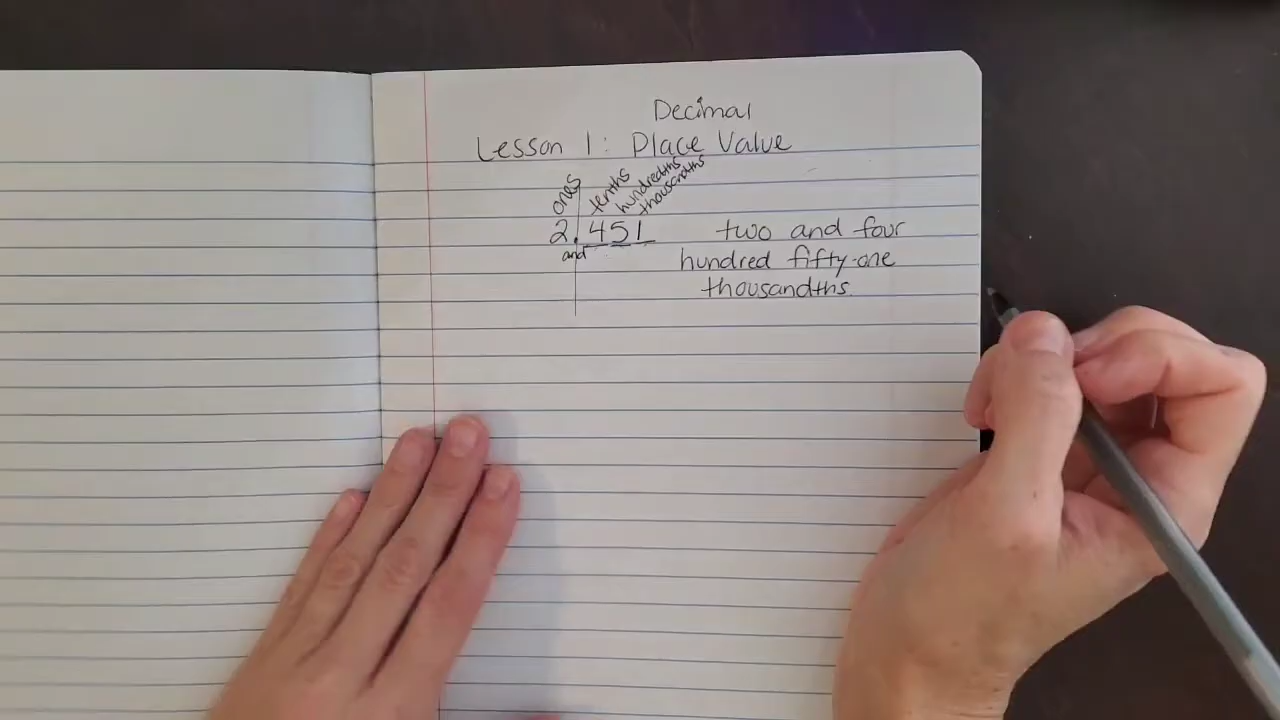 Decimal
Lesson 1: Place Value
ones tenths hundredths thousandths
2.451
and
two and four
hundred fifty-one
thousandths.